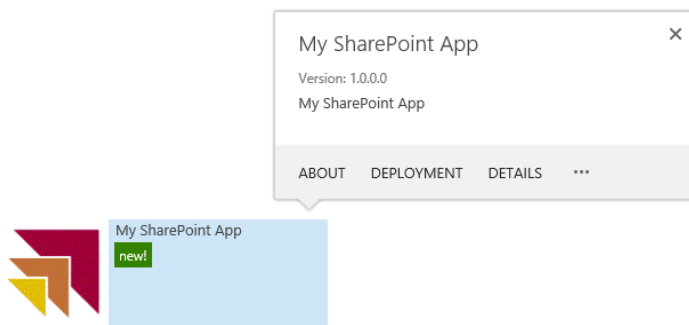 My SharePoint App
Version: 1.0.0.0
My SharePoint App
ABOUT DEPLOYMENT DETAILS ...
My SharePoint App
new!